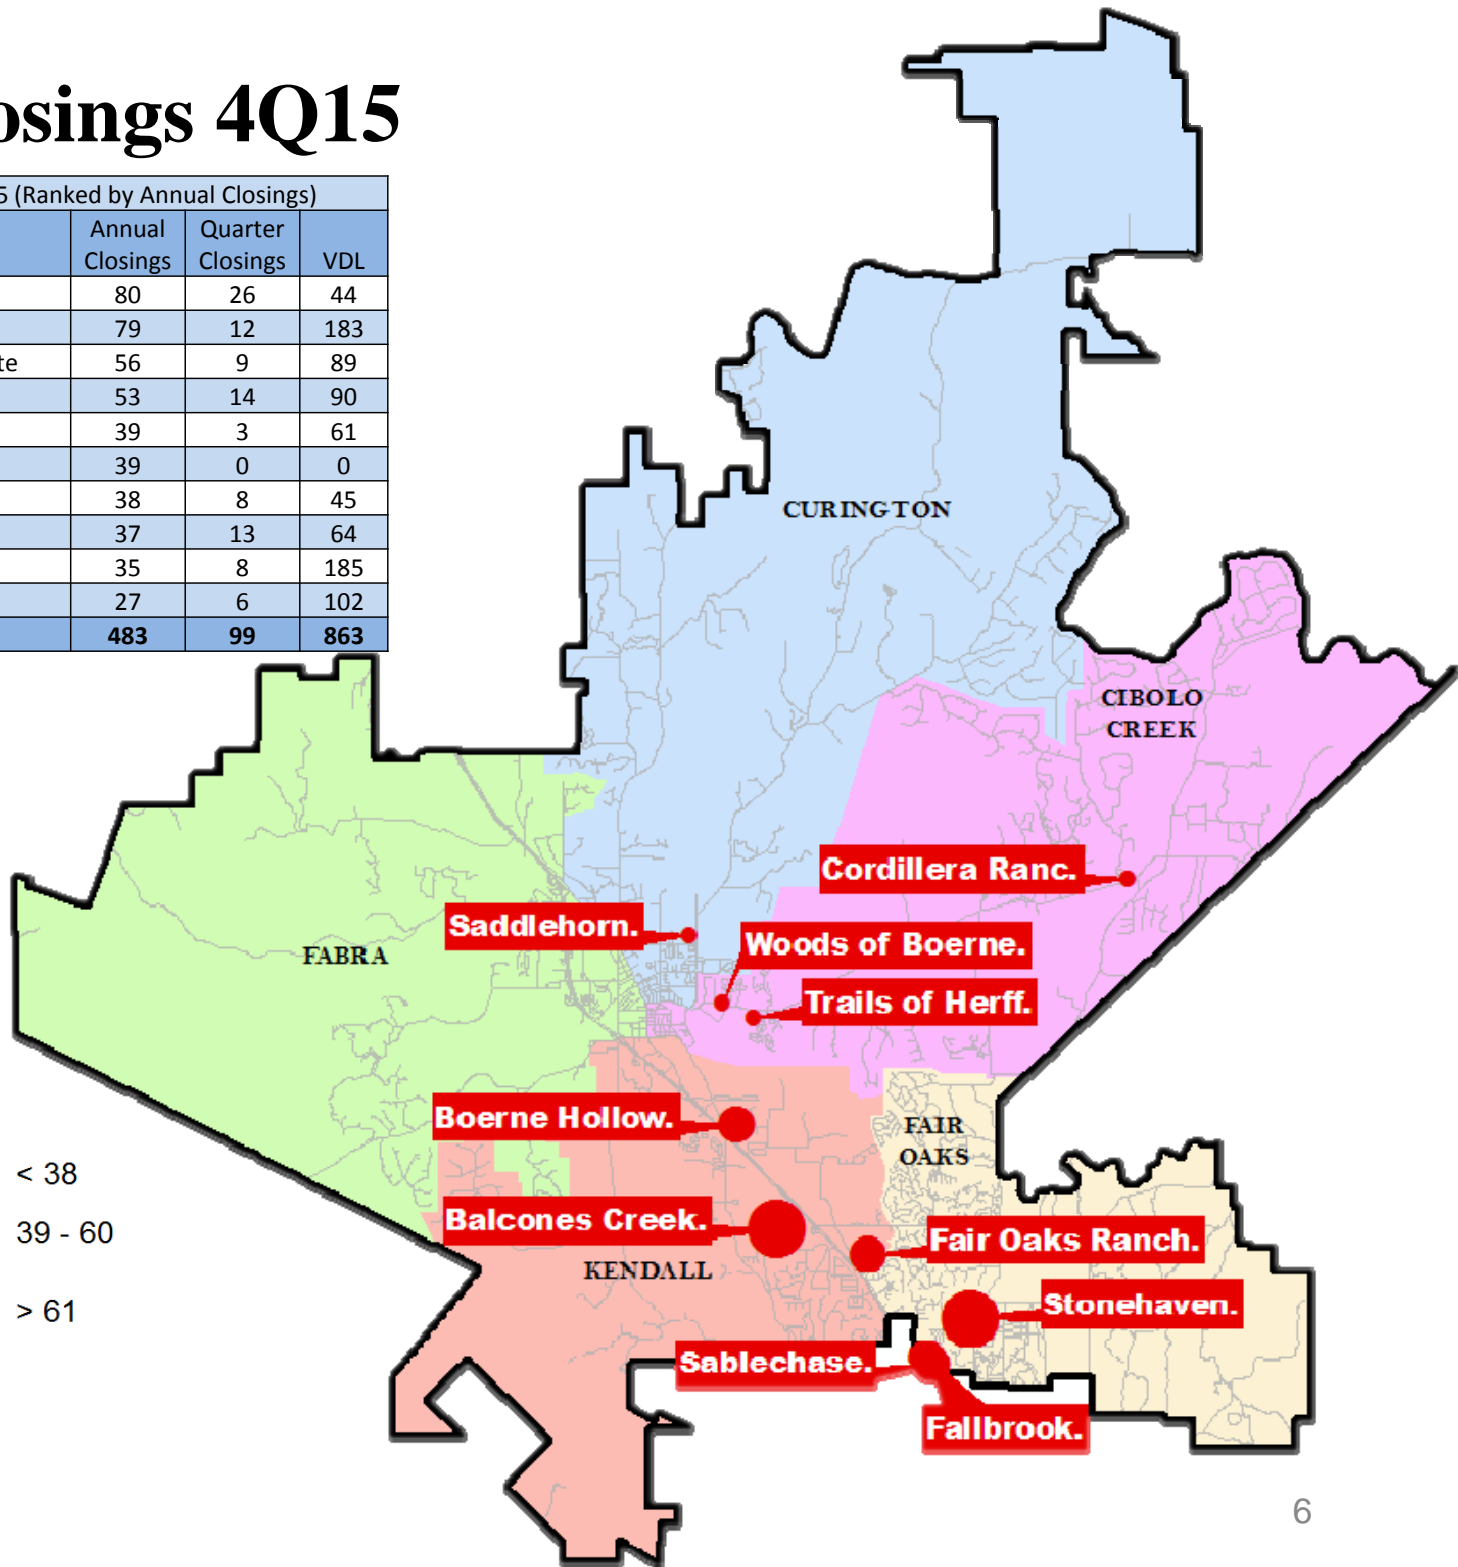 osings 4Q15
5 (Ranked by Annual Closings)
Annual Closings Quarter Closings VDL
80 26 44
79 12 183
te 56 9 89
53 14 90
39 3 61
39 0 0
38 8 45
37 13 64
35 8 185
27 6 102
483 99 863
CURINGTON
CIBOLO
CREEK
Cordillera Ranc.
Saddlehorn.
Woods of Boerne.
FABRA
Trails of Herff.
Boerne Hollow.
FAIR
OAKS
< 38
39 - 60
> 61
Balcones Creek.
Fair Oaks Ranch.
KENDALL
Stonehaven.
Sablechase.
Fallbrook.
6